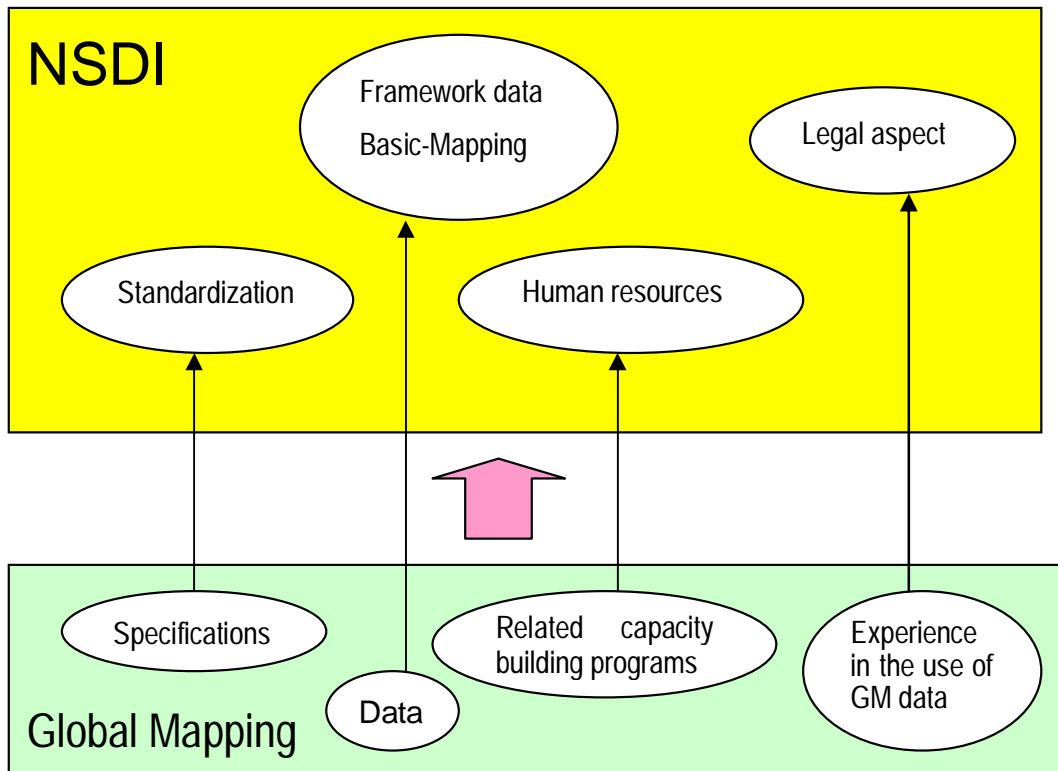 NSDI
Framework data
Basic-Mapping
Legal aspect
Standardization
Human resources
Specifications
Related capacity
building programs
Experience
in the use of
GM data
Data
Global Mapping